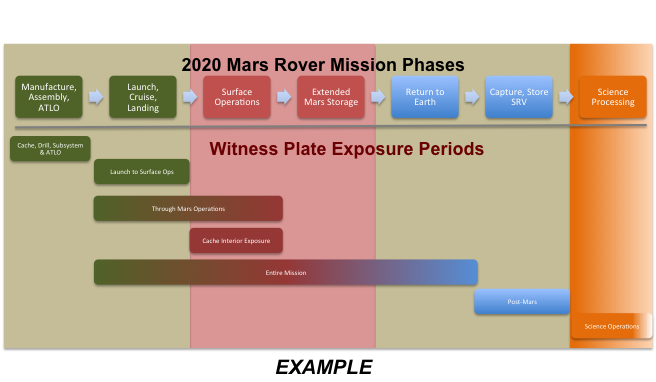 2020 Mars Rover Mission Phases
Manufacture,
Assembly,
ATLO
Launch,
Cruise,
Landing
Surface
Operations
Extended
Mars Storage
Return to
Earth
Capture, Store
SRV
Science
Processing
Witness Plate Exposure Periods
Cache, Drill, Subsystem
& ATLO
Launch to Surface Ops
Through Mars Operations
Cache Interior Exposure
Entire Mission
Post-Mars
Science Operations
EXAMPLE